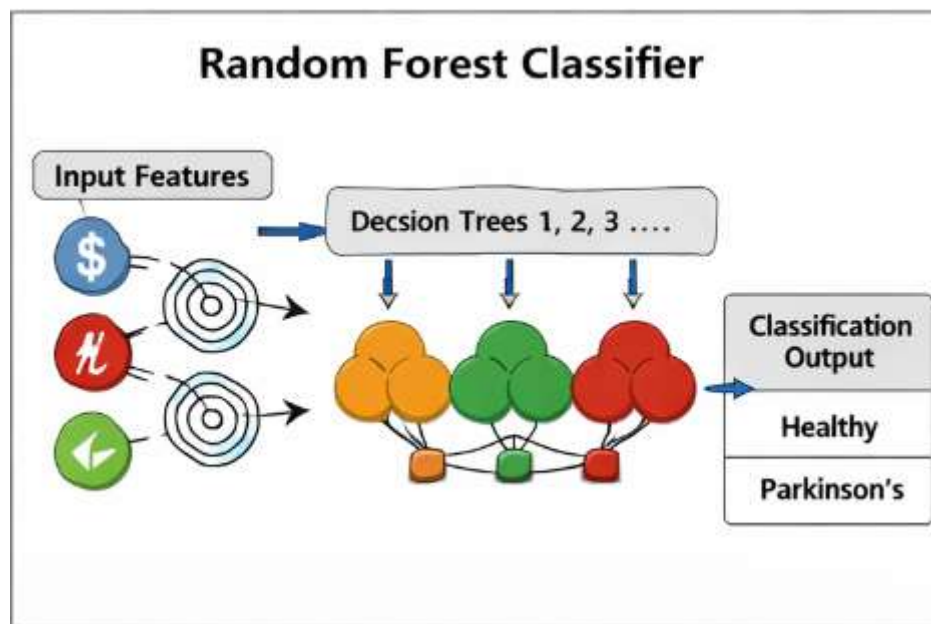 Random Forest Classifier
Input Features
$
Decsion Trees 1, 2, 3 ....
Classification
Output
Healthy
Parkinson's